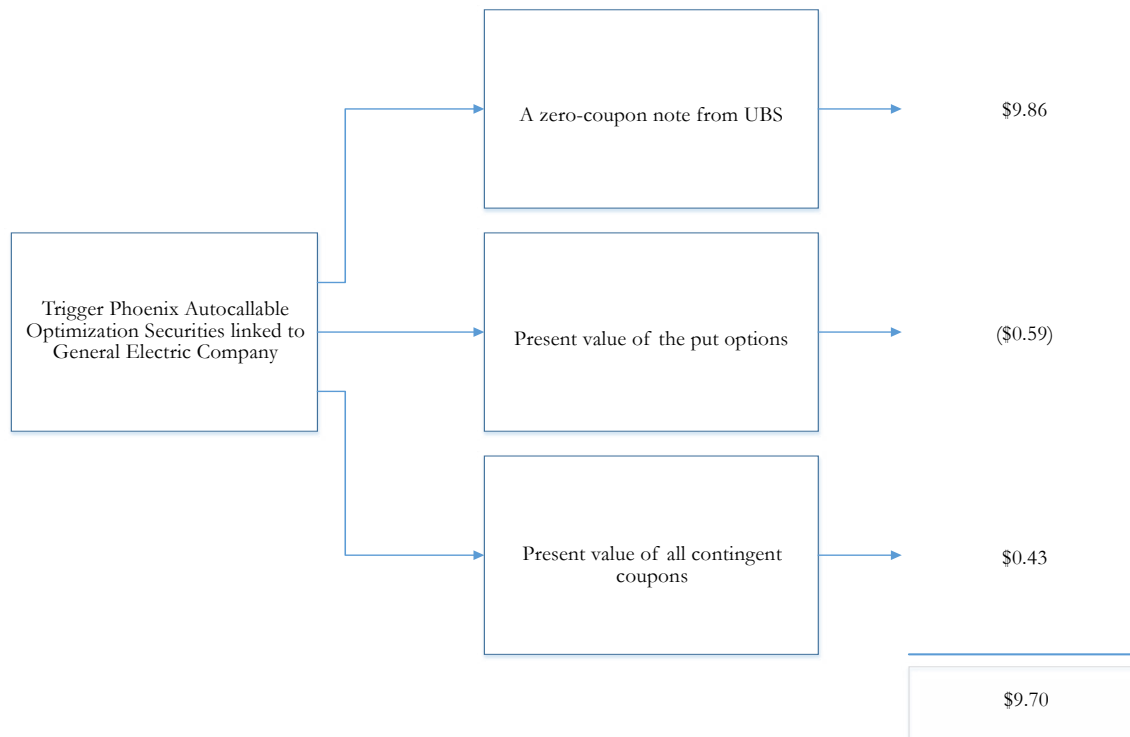 A zero-coupon note from UBS
$9.86
Trigger Phoenix Autocallable
Optimization Securities linked to
General Electric Company
Present value of the put options
($0.59)
Present value of all contingent
coupons
$0.43
$9.70